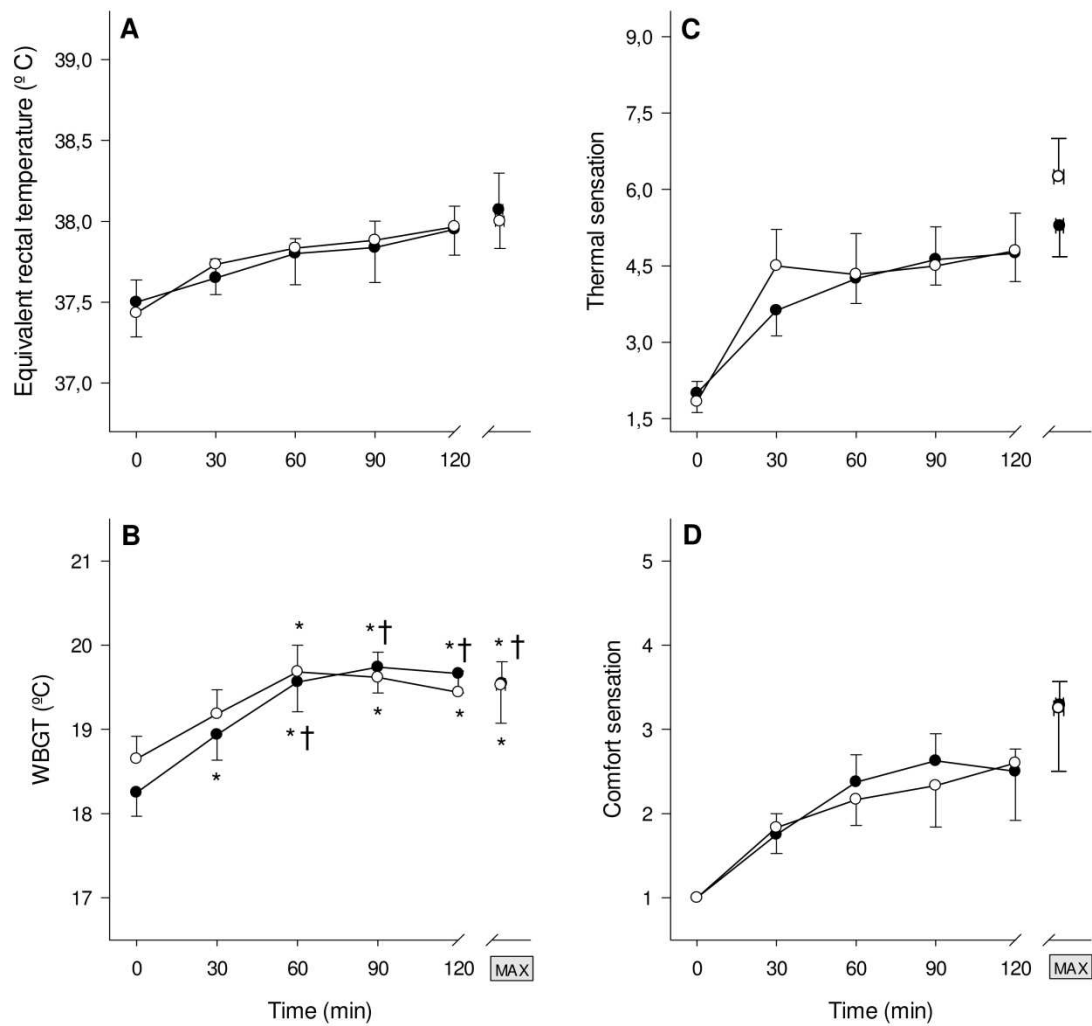 A
Equivalent rectal temperature (º C)
39,0
38,5
38,0
37,5
37,0
0 30 60 90 120
C
Thermal sensation
9,0
7,5
6,0
4,5
3,0
1,5
0 30 60 90 120
B
WBGT (ºC)
21
20
19
18
17
* *† *† *†
* *† * * *
0 30 60 90 120 MAX
Time (min)
D
Comfort sensation
5
4
3
2
1
0 30 60 90 120 MAX
Time (min)